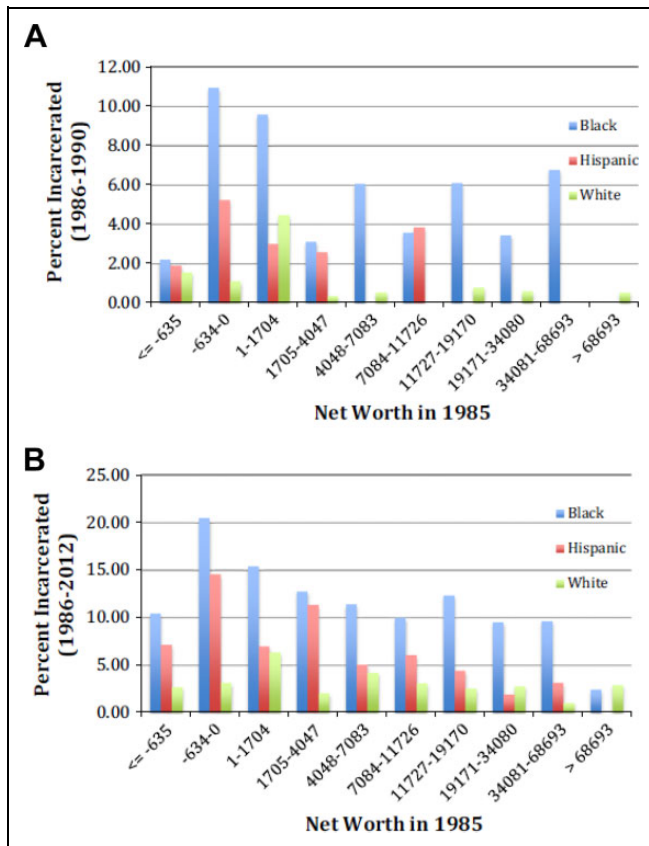 A
Percent Incarcerated
(1986-1990)
12.00
10.00
8.00
6.00
4.00
2.00
0.00
Black
Hispanic
White
<= -635
-634-0
1-1704
1705-4047
4048-7083
7084-11726
11727-19170
19171-34080
34081-68693
> 68693
Net Worth in 1985
B
Percent Incarcerated
(1986-2012)
25.00
20.00
15.00
10.00
5.00
0.00
Black
Hispanic
White
<= -635
-634-0
1-1704
1705-4047
4048-7083
7084-11726
11727-19170
19171-34080
34081-68693
> 68693
Net Worth in 1985